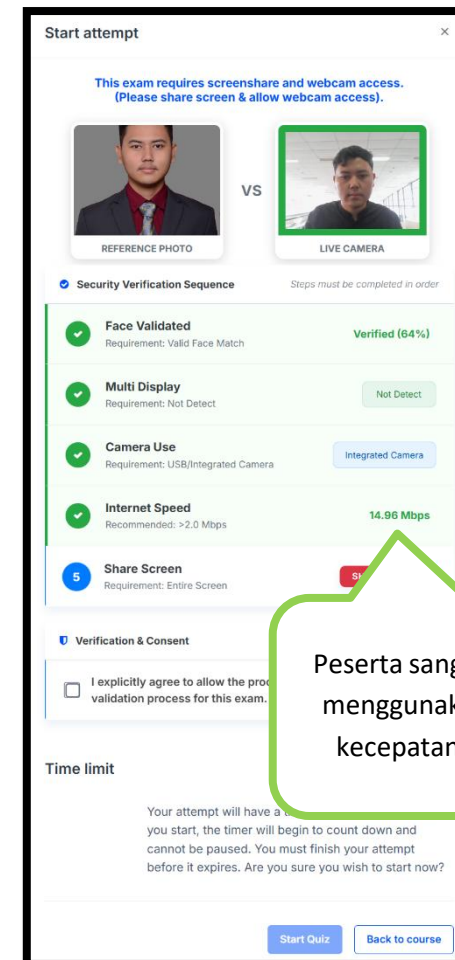 Start attempt
×
This exam requires screenshare and webcam access.
(Please share screen & allow webcam access).
VS
REFERENCE PHOTO
LIVE CAMERA
Security Verification Sequence
Steps must be completed in order
Face Validated
Verified (64%)
Requirement: Valid Face Match
Multi Display
Not Detect
Requirement: Not Detect
Camera Use
Integrated Camera
Requirement: USB/Integrated Camera
Internet Speed
14.96 Mbps
Recommended: >2.0 Mbps
5
Share Screen
Requirement: Entire Screen
Verification & Consent
I explicitly agree to allow the
validation process for this exam.
Peserta
kecepatan
Time limit
Your attempt will have a
you start, the timer will begin to count down and
cannot be paused. You must finish your attempt
before it expires. Are you sure you wish to start now?
Start Quiz
Back to course